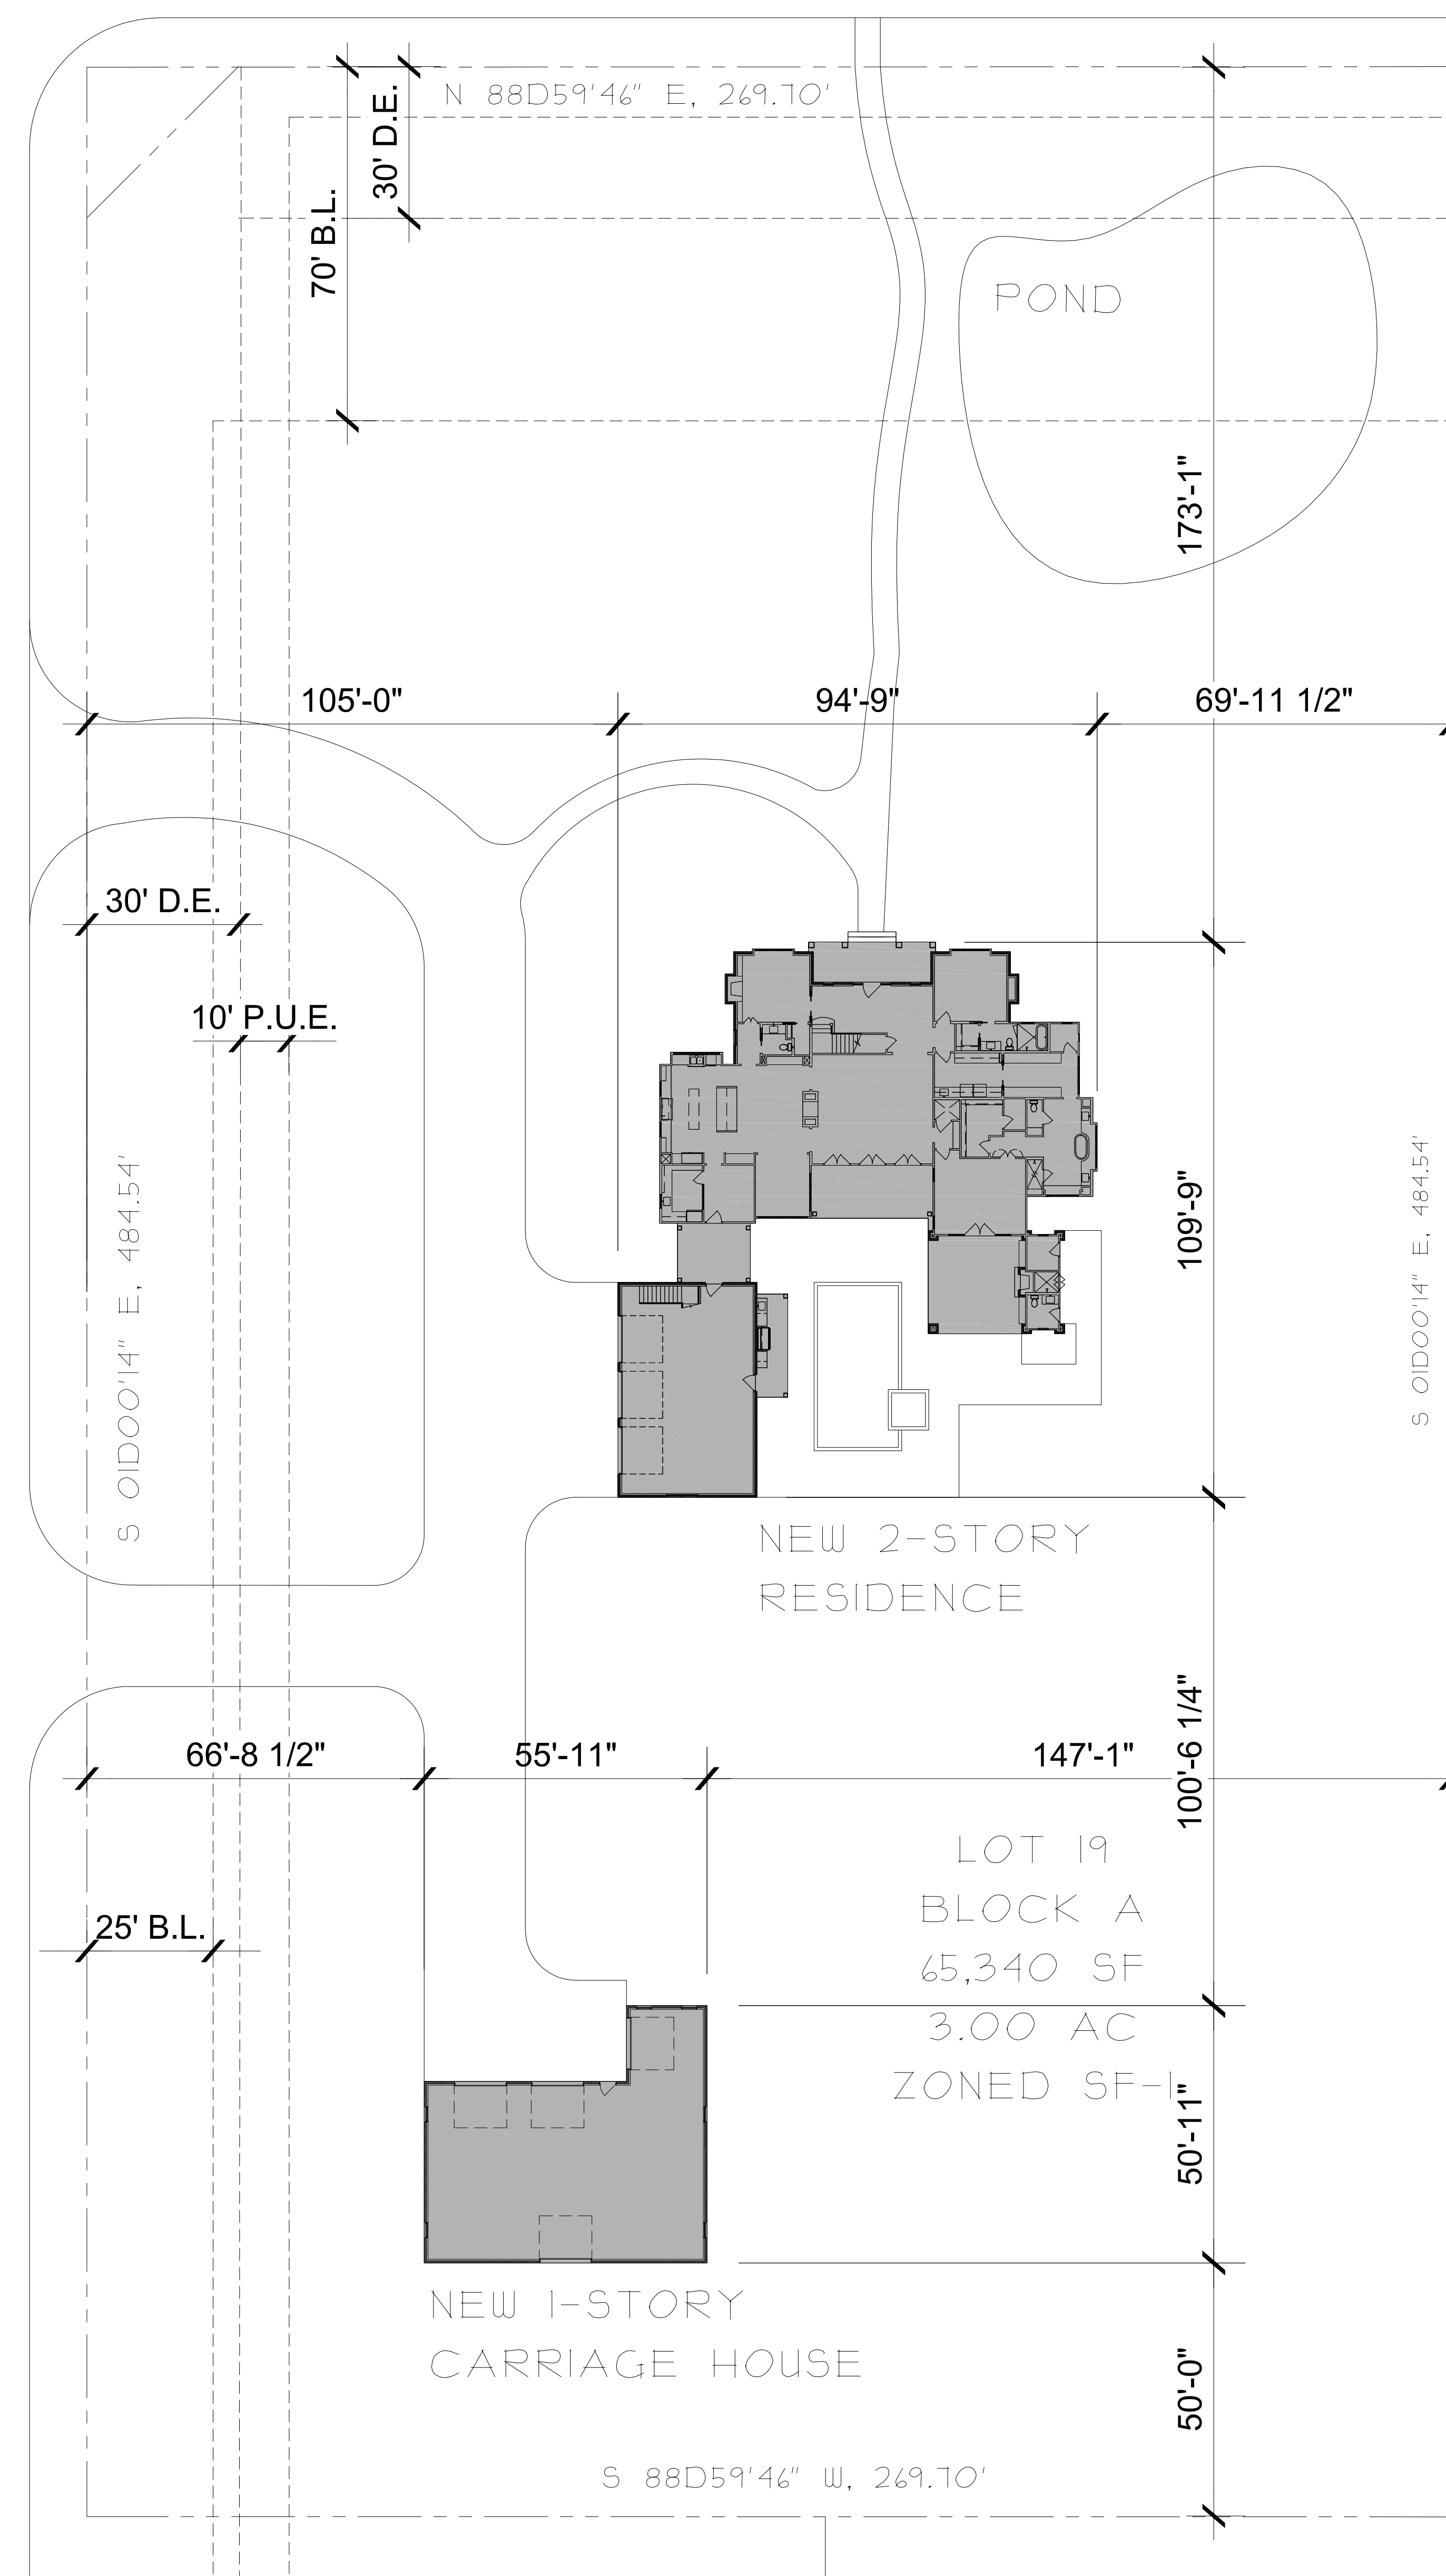 N 88D59'46" E, 269.70'
30' D.E.
70' B.L.
POND
173'-1"
105'-0"
94'-9"
69'-11 1/2"
30' D.E.
10' P.U.E.
S 01D00'14" E, 484.54'
S 01D00'14" E, 484.54'
109'-9"
NEW 2-STORY
RESIDENCE
100'-6 1/4"
66'-8 1/2"
55'-11"
147'-1"
LOT 19
BLOCK A
65,340 SF
3.00 AC
ZONED SF-1
25' B.L.
50'-11"
NEW 1-STORY
CARRIAGE HOUSE
50'-0"
S 88D59'46" W, 269.70'